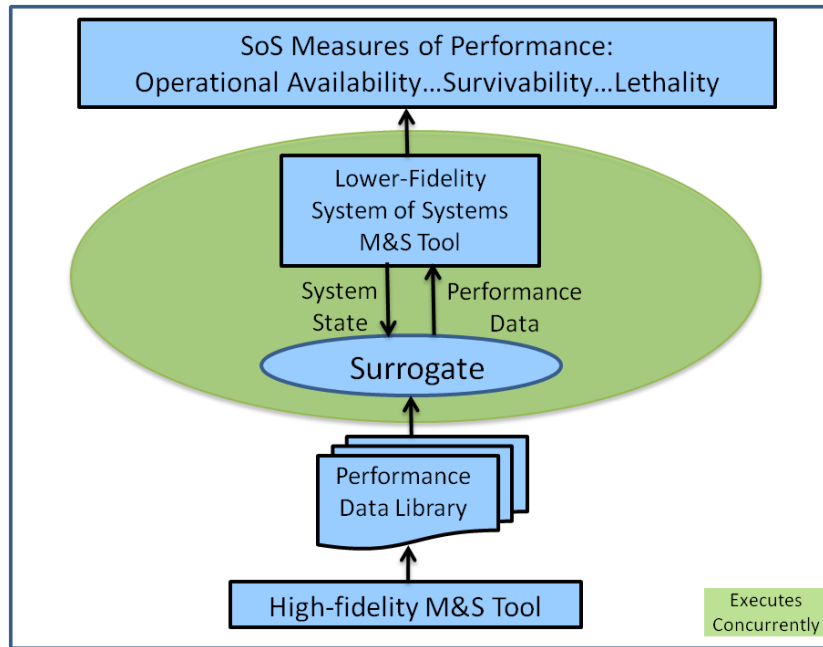 SoS Measures of Performance:
Operational Availability...Survivability...Lethality
Lower-Fidelity
System of Systems
M&S Tool
System
State
Performance
Data
Surrogate
Performance
Data Library
High-fidelity M&S Tool
Executes
Concurrently